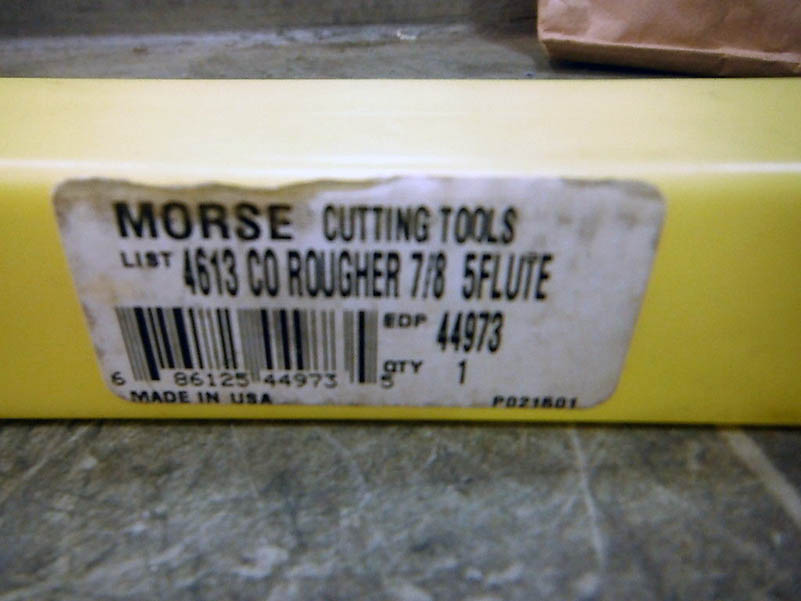 MORSE CUTTING TOOLS
LIST 4613 CO ROUGHER 7/8 5FLUTE
EDP 44973
QTY 1
6 86125 44973 5
MADE IN USA P021501